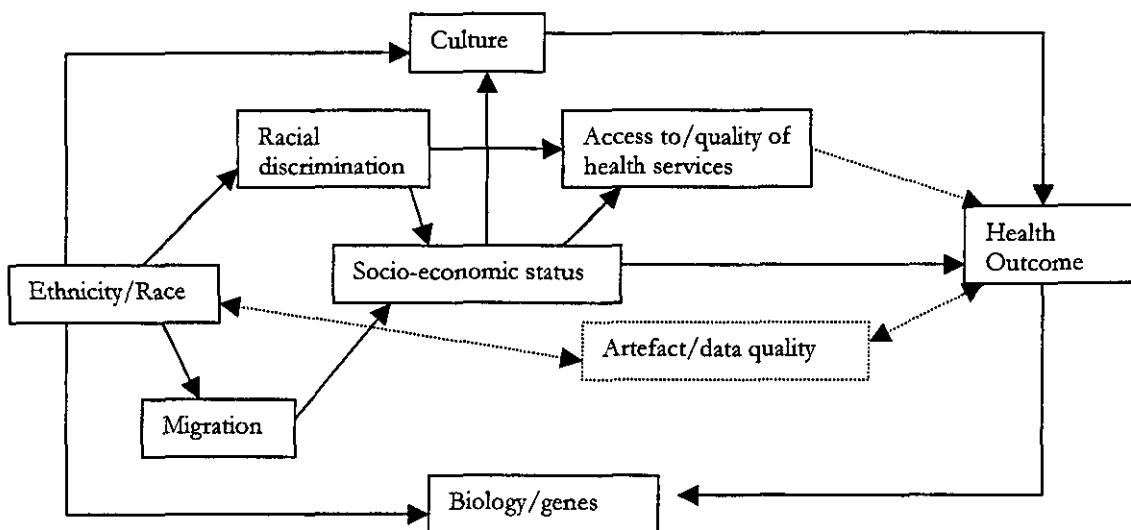 Culture
Racial
discrimination
Access to/quality of
health services
Health
Outcome
Socio-economic status
Ethnicity/Race
Artefact/data quality
Migration
Biology/genes